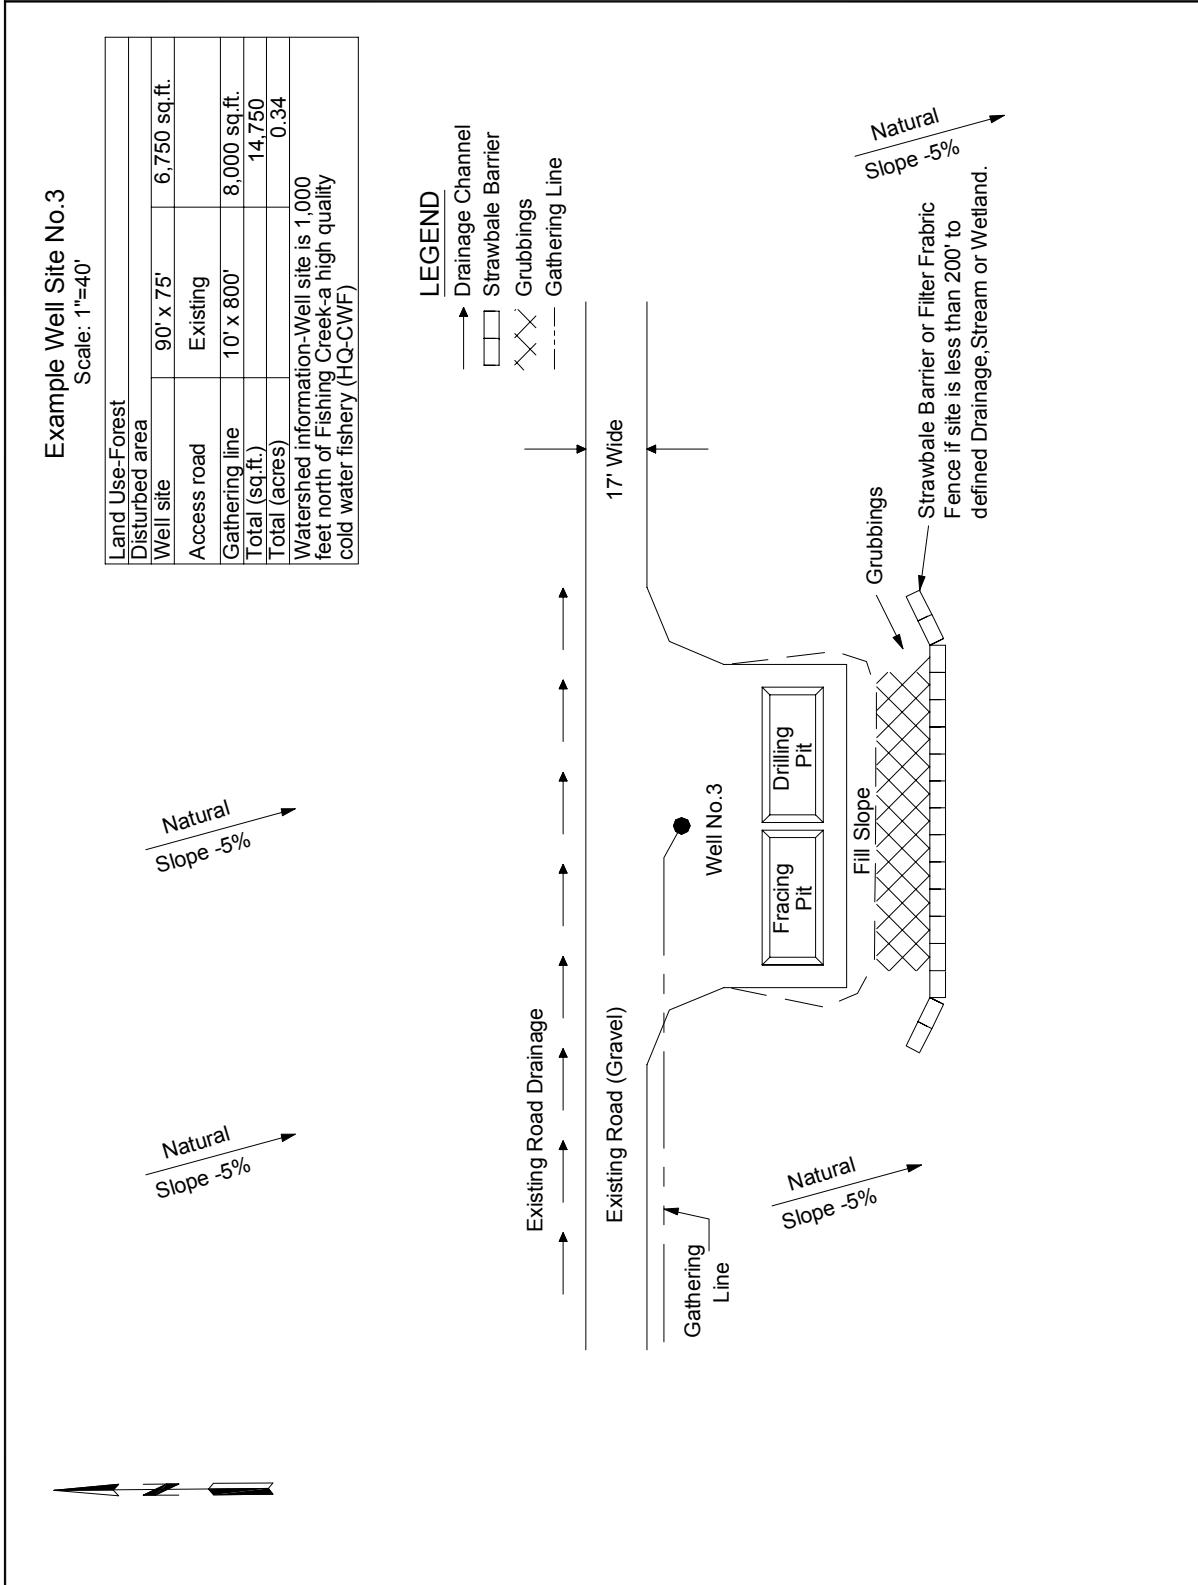 Example Well Site No.3
Scale: 1"=40'
Land Use-Forest
Disturbed area
Well site 90' x 75' 6,750 sq.ft.
Access road Existing
Gathering line 10' x 800' 8,000 sq.ft.
Total (sq.ft.) 14,750
Total (acres) 0.34
Watershed information-Well site is 1,000
feet north of Fishing Creek-a high quality
cold water fishery (HQ-CWF)
LEGEND
Drainage Channel
Strawbale Barrier
Grubbings
Gathering Line
Natural
Slope -5%
Natural
Slope -5%
Existing Road Drainage
Existing Road (Gravel)
17' Wide
Gathering
Line
Well No.3
Fracing
Pit
Drilling
Pit
Fill Slope
Grubbings
Natural
Slope -5%
Natural
Slope -5%
Strawbale Barrier or Filter Frabric
Fence if site is less than 200' to
defined Drainage,Stream or Wetland.
N